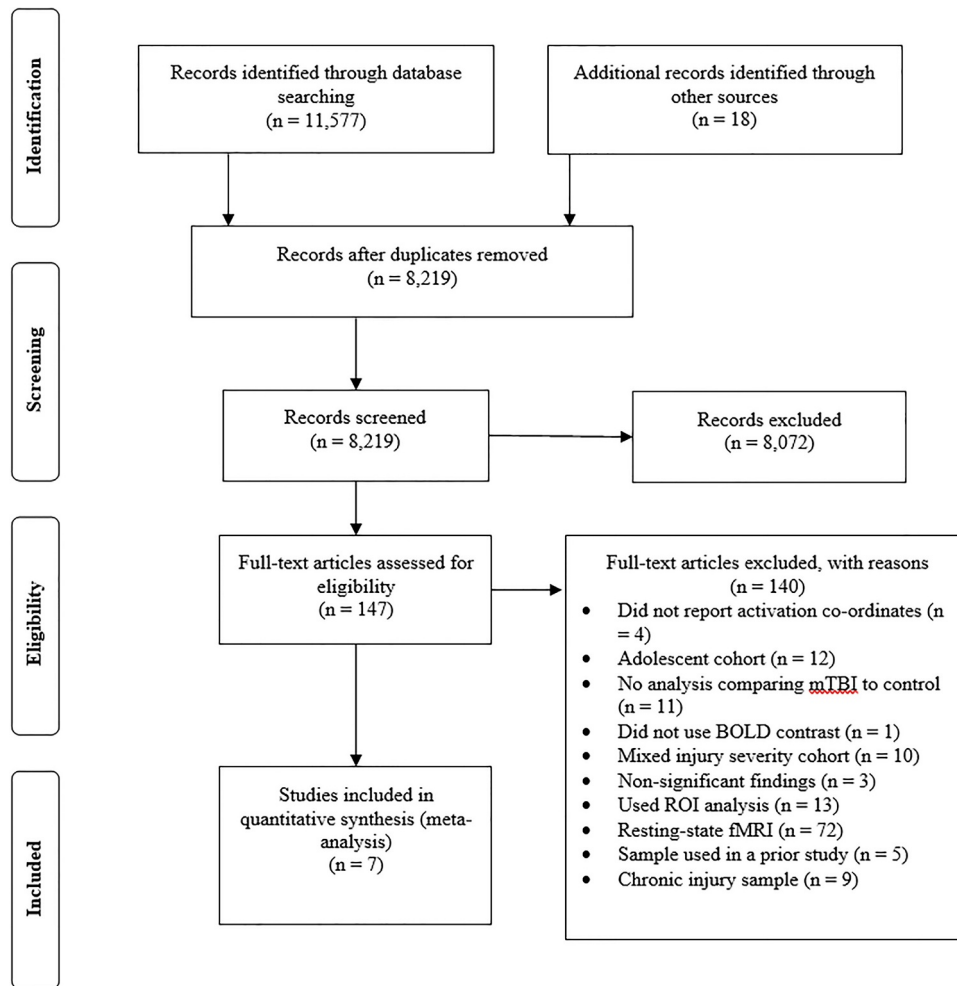 Identification
Records identified through database
searching
(n = 11,577)
Additional records identified through
other sources
(n = 18)
Records after duplicates removed
(n = 8,219)
Screening
Records screened
(n = 8,219)
Records excluded
(n = 8,072)
Eligibility
Full-text articles assessed for
eligibility
(n = 147)
Full-text articles excluded, with reasons
(n = 140)
• Did not report activation co-ordinates (n
= 4)
• Adolescent cohort (n = 12)
• No analysis comparing mTBI to control
(n = 11)
• Did not use BOLD contrast (n = 1)
• Mixed injury severity cohort (n = 10)
• Non-significant findings (n = 3)
• Used ROI analysis (n = 13)
• Resting-state fMRI (n = 72)
• Sample used in a prior study (n = 5)
• Chronic injury sample (n = 9)
Included
Studies included in
quantitative synthesis (meta-
analysis)
(n = 7)